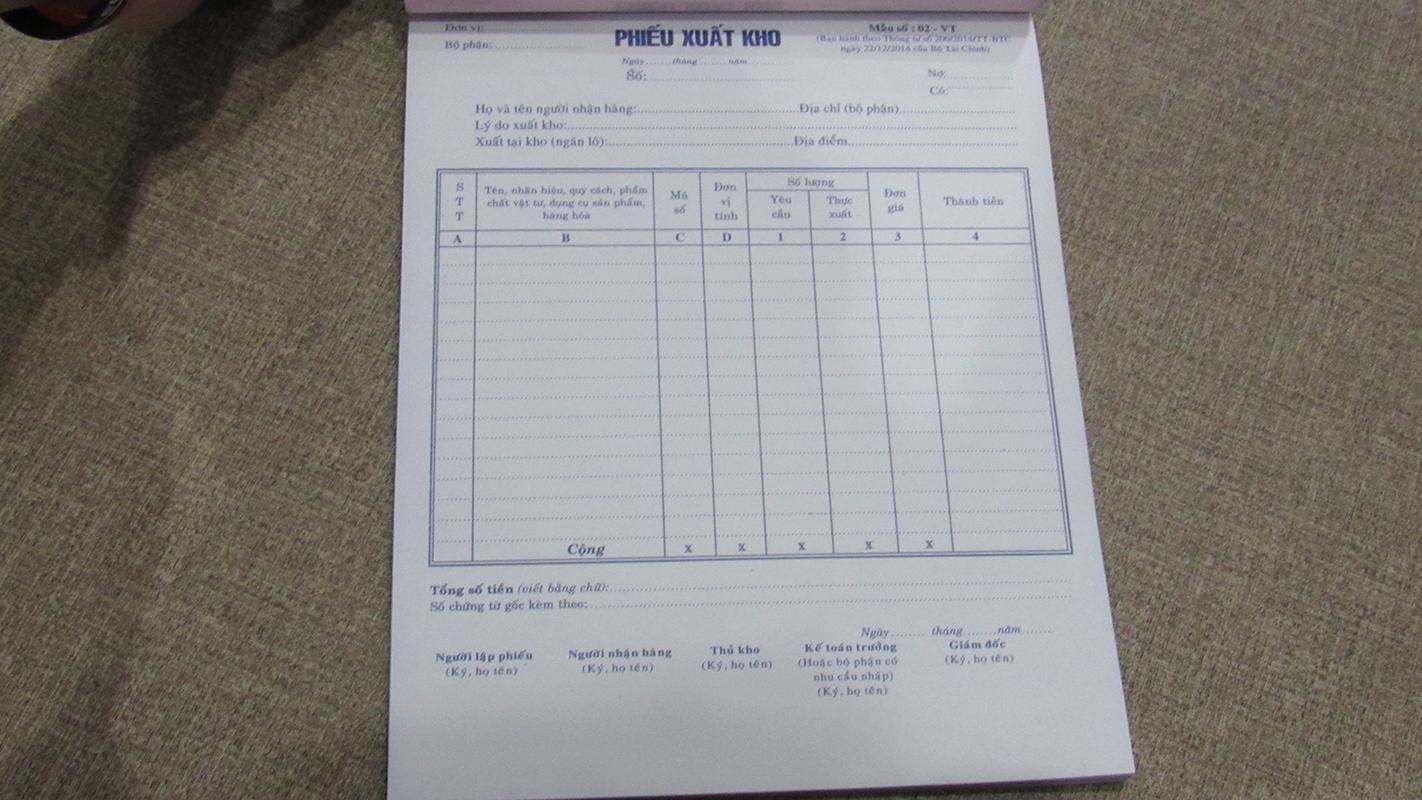 Đơn vị:
PHIẾU XUẤT KHO
Mẫu số : 02 - VT
Bộ phận:
(Ban hành theo Thông tư số 200/2014/TT-BTC
ngày 22/12/2014 của Bộ Tài Chính)
Ngày........tháng........năm........
Số:
Nợ:
Có:
Họ và tên người nhận hàng:........Địa chỉ (bộ phận)........
Lý do xuất kho:........
Xuất tại kho (ngăn lô):........Địa điểm........
S
T
T
Tên, nhãn hiệu, quy cách, phẩm
chất vật tư, dụng cụ sản phẩm,
hàng hóa
Mã
số
Đơn
vị
tính
Số lượng
Yêu
cầu
Thực
xuất
Đơn
giá
Thành tiền
A B C D 1 2 3 4
Cộng x x x x x
Tổng số tiền (viết bằng chữ):........
Số chứng từ gốc kèm theo:........
Ngày........ tháng........năm........
Người lập phiếu
(Ký, họ tên)
Người nhận hàng
(Ký, họ tên)
Thủ kho
(Ký, họ tên)
Kế toán trưởng
(Hoặc bộ phận có
nhu cầu nhập)
(Ký, họ tên)
Giám đốc
(Ký, họ tên)